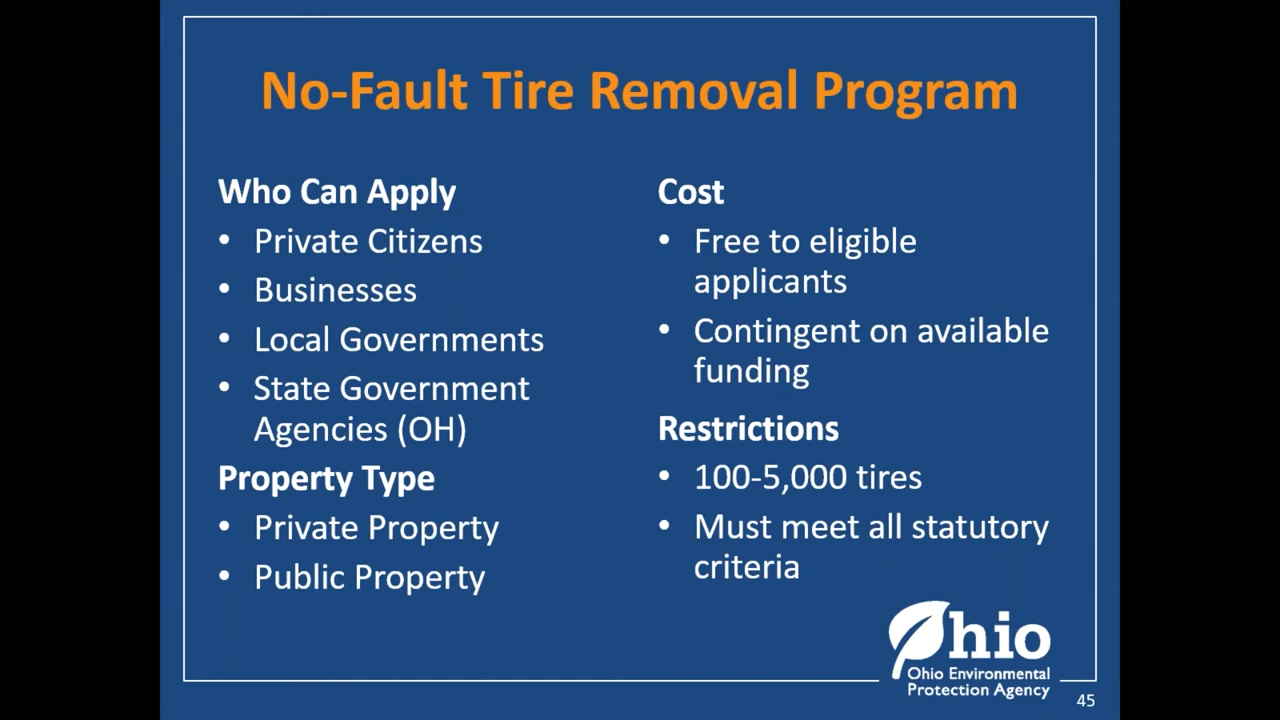 No-Fault Tire Removal Program
Who Can Apply
• Private Citizens
• Businesses
• Local Governments
• State Government
Agencies (OH)
Property Type
• Private Property
• Public Property
Cost
• Free to eligible
applicants
• Contingent on available
funding
Restrictions
• 100-5,000 tires
• Must meet all statutory
criteria
Ohio
Ohio Environmental
Protection Agency
45